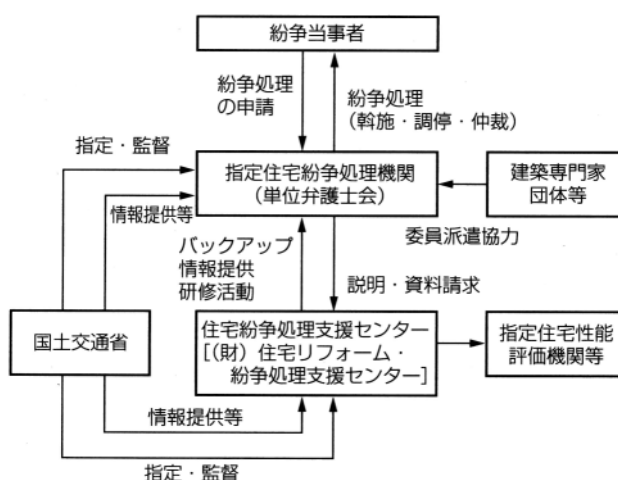 紛争当事者
紛争処理
の申請
紛争処理
(斡施・調停・仲裁)
指定・監督
指定住宅紛争処理機関
(単位弁護士会)
建築専門家
団体等
情報提供等
委員派遣協力
バックアップ
情報提供
研修活動
説明・資料請求
国土交通省
住宅紛争処理支援センター
[(財)住宅リフォーム・
紛争処理支援センター]
指定住宅性能
評価機関等
情報提供等
指定・監督